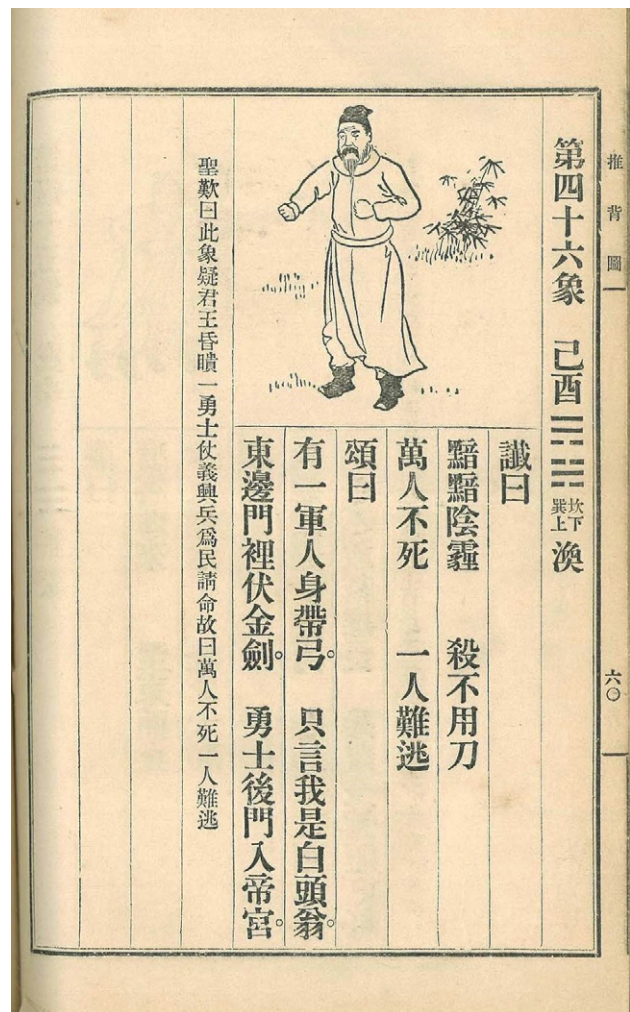 推背圖
六〇
第四十六象 己酉 坎下巽上 渙
讖曰
黯黯陰霾 殺不用刀
萬人不死 一人難逃
頌曰
有一軍人身帶弓。 只言我是白頭翁。
東邊門裡伏金劍。 勇士後門入帝宮。
聖歎曰此象疑君王昏瞶一勇士仗義興兵爲民請命故曰萬人不死一人難逃